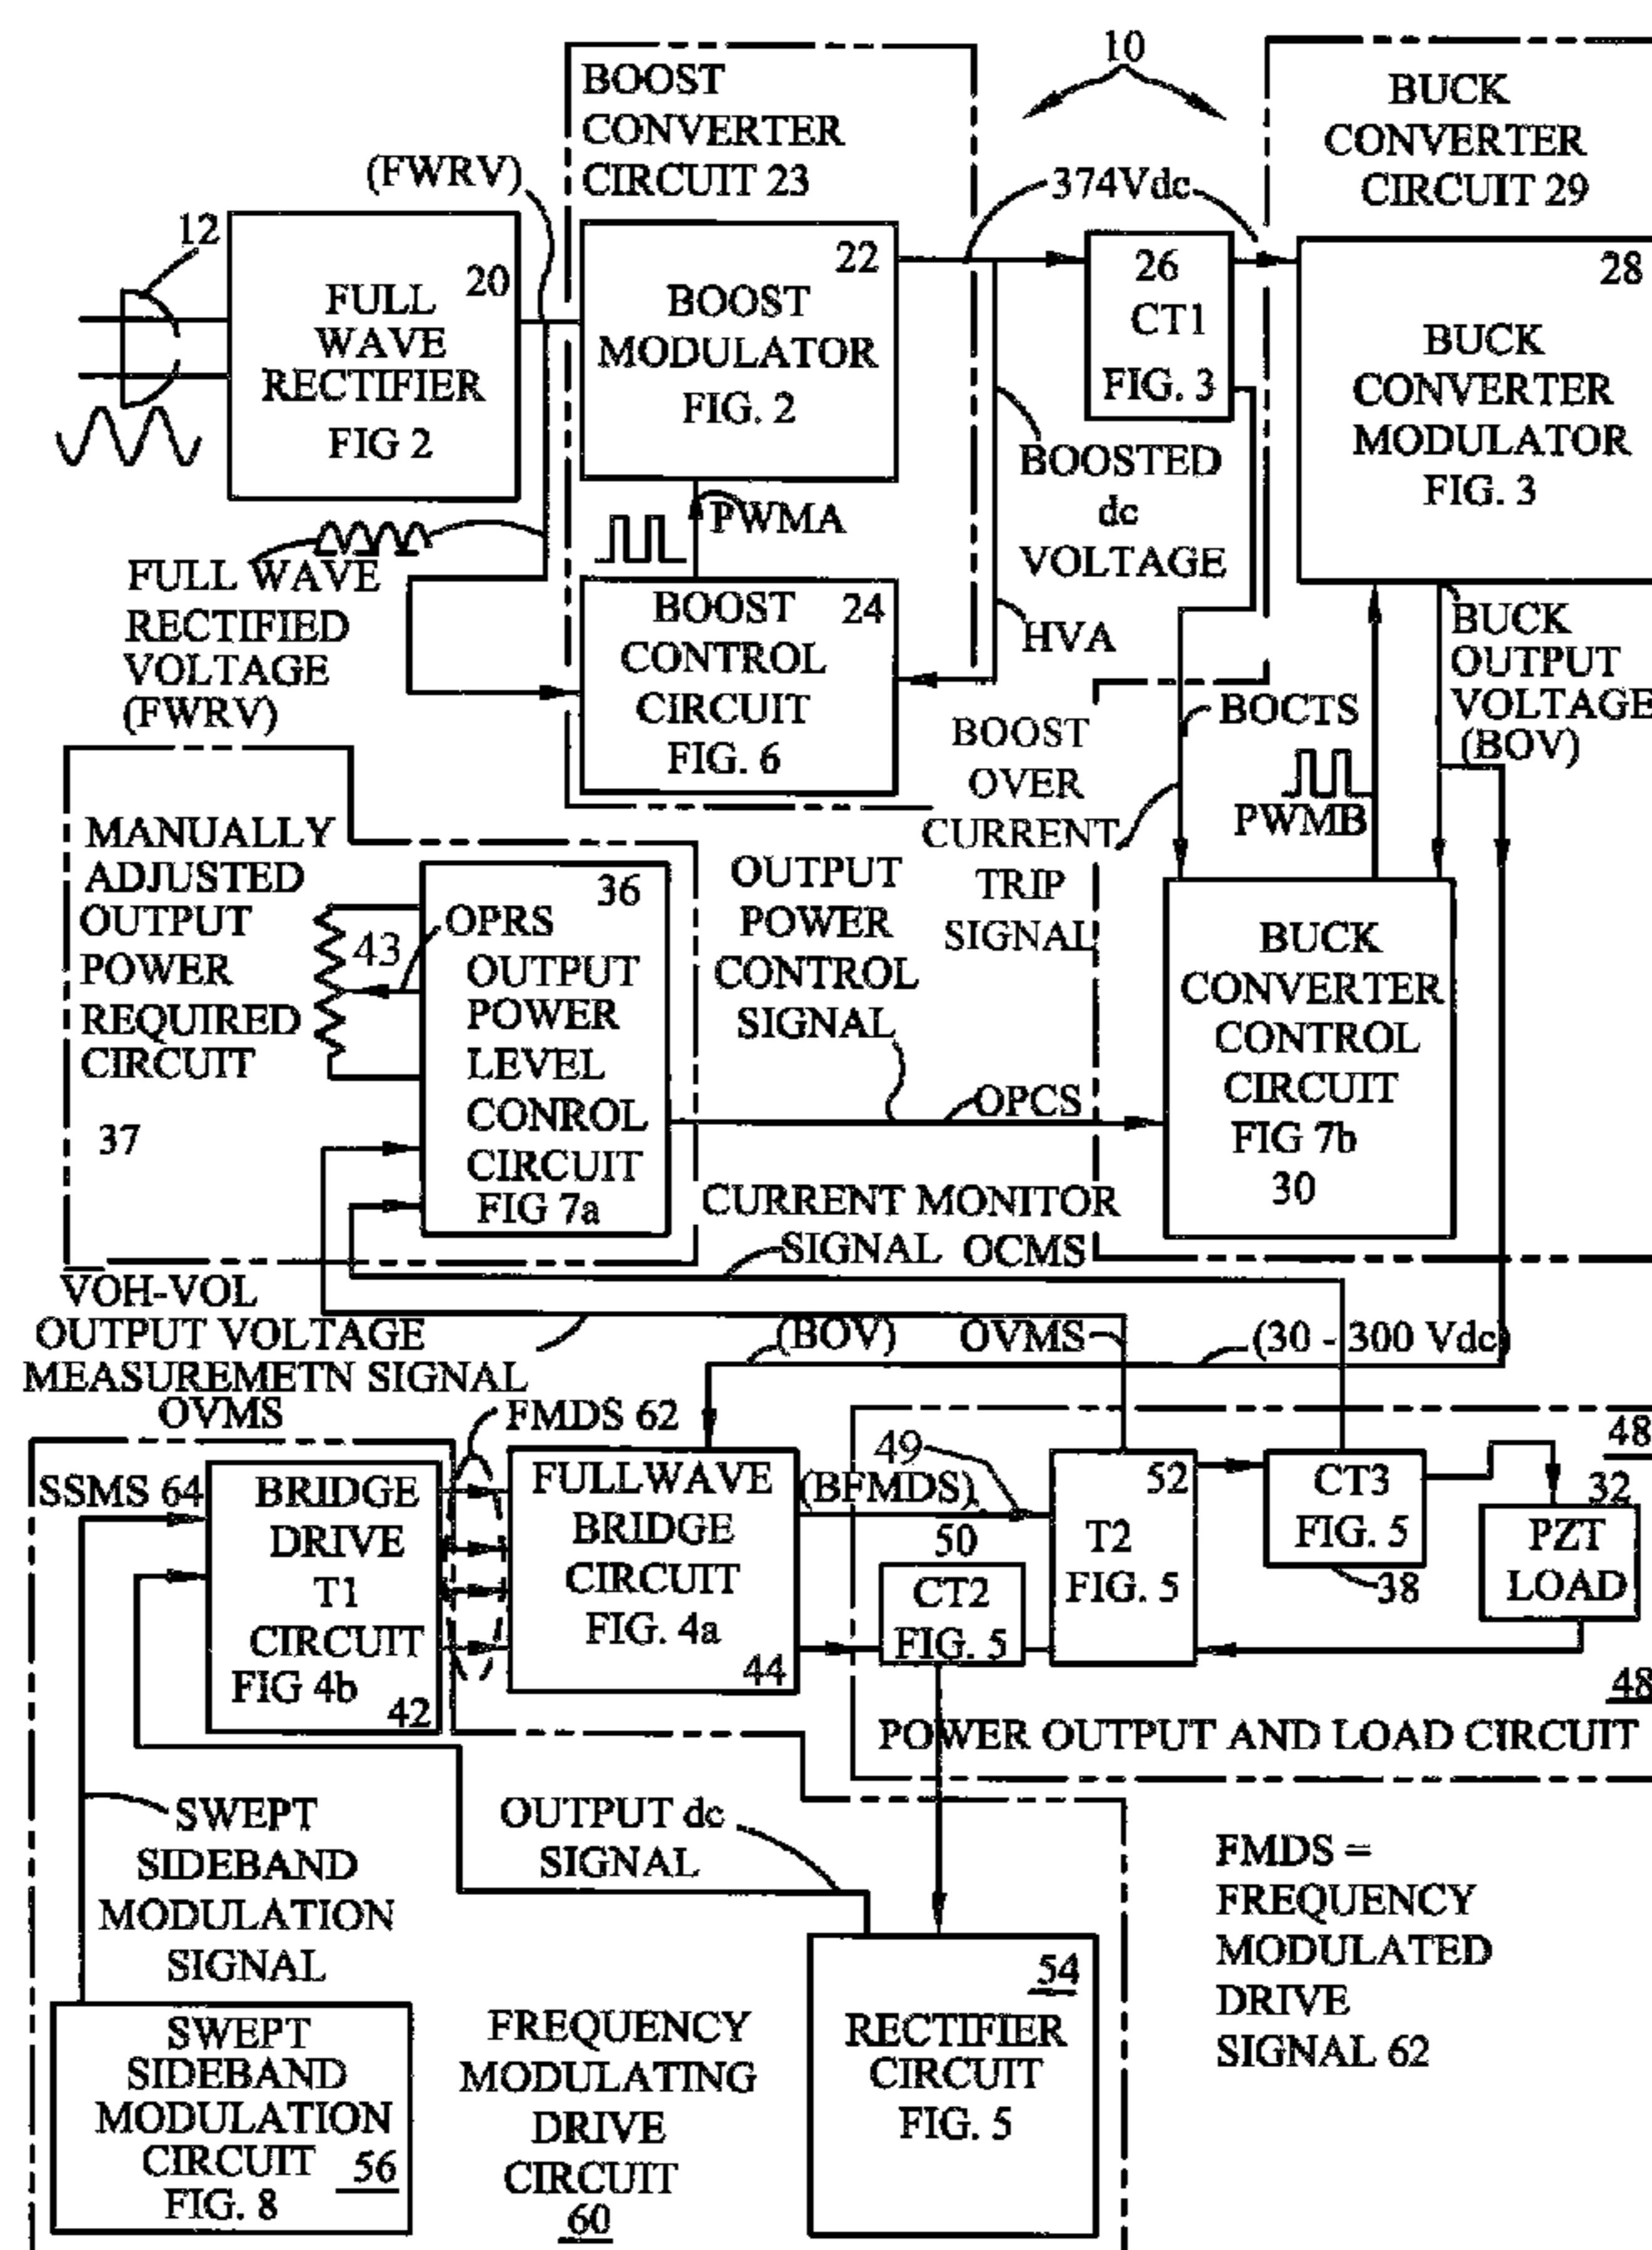 10
BOOST
CONVERTER
CIRCUIT 23
BUCK
CONVERTER
CIRCUIT 29
(FWRV)
374Vdc
12
20
FULL
WAVE
RECTIFIER
FIG 2
22
BOOST
MODULATOR
FIG. 2
26
CT1
FIG. 3
28
BUCK
CONVERTER
MODULATOR
FIG. 3
PWMA
BOOSTED
dc
VOLTAGE
HVA
FULL WAVE
RECTIFIED
VOLTAGE
(FWRV)
BOOST 24
CONTROL
CIRCUIT
FIG. 6
BUCK
OUTPUT
VOLTAGE
(BOV)
BOCTS
PWMB
BOOST
OVER
CURRENT
TRIP
SIGNAL
MANUALLY
ADJUSTED
OUTPUT
POWER
REQUIRED
CIRCUIT
37
43
36
OPRS
OUTPUT
POWER
LEVEL
CONROL
CIRCUIT
FIG 7a
OUTPUT
POWER
CONTROL
SIGNAL
OPCS
BUCK
CONVERTER
CONTROL
CIRCUIT
FIG 7b
30
CURRENT MONITOR
SIGNAL OCMS
VOH-VOL
OUTPUT VOLTAGE
MEASUREMETN SIGNAL
OVMS
(BOV)
OVMS
(30 - 300 Vdc)
FMDS 62
SSMS 64
BRIDGE
DRIVE
T1
CIRCUIT
FIG 4b
42
FULLWAVE
BRIDGE
CIRCUIT
FIG. 4a
44
49
(BFMDS)
50
CT2
FIG. 5
52
T2
FIG. 5
CT3
FIG. 5
38
48
32
PZT
LOAD
48
POWER OUTPUT AND LOAD CIRCUIT
SWEPT
SIDEBAND
MODULATION
SIGNAL
OUTPUT dc
SIGNAL
FMDS =
FREQUENCY
MODULATED
DRIVE
SIGNAL 62
SWEPT
SIDEBAND
MODULATION
CIRCUIT 56
FIG. 8
FREQUENCY
MODULATING
DRIVE
CIRCUIT
60
54
RECTIFIER
CIRCUIT
FIG. 5